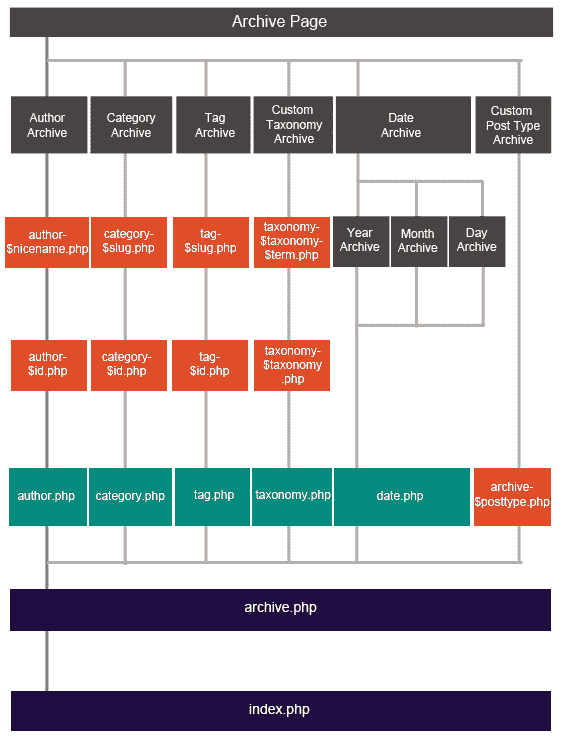 Archive Page
Author
Archive
Category
Archive
Tag
Archive
Custom
Taxonomy
Archive
Date
Archive
Custom
Post Type
Archive
author-
$nicename.php
category-
$slug.php
tag-
$slug.php
taxonomy-
$taxonomy-
$term.php
Year
Archive
Month
Archive
Day
Archive
author-
$id.php
category-
$id.php
tag-
$id.php
taxonomy-
$taxonomy
.php
author.php
category.php
tag.php
taxonomy.php
date.php
archive-
$posttype.php
archive.php
index.php